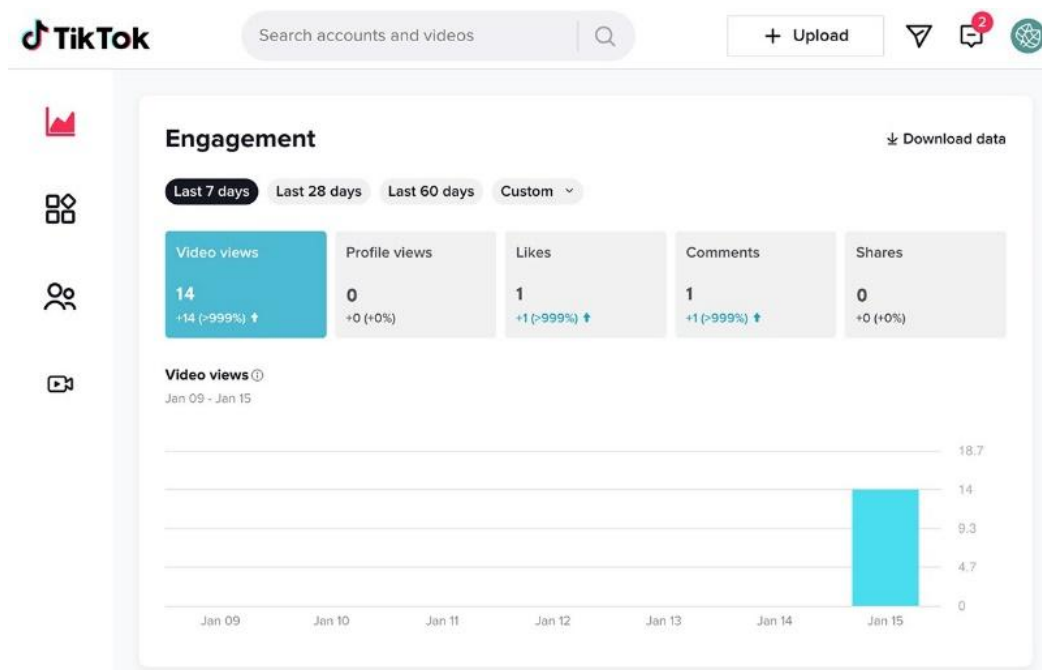 TikTok Search accounts and videos + Upload 2
Engagement Download data
Last 7 days Last 28 days Last 60 days Custom
Video views Profile views Likes Comments Shares
14 0 1 1 0
+14 (>999%) +0 (+0%) +1 (>999%) +1 (>999%) +0 (+0%)
Video views
Jan 09 - Jan 15
18.7
14
9.3
4.7
0
Jan 09 Jan 10 Jan 11 Jan 12 Jan 13 Jan 14 Jan 15